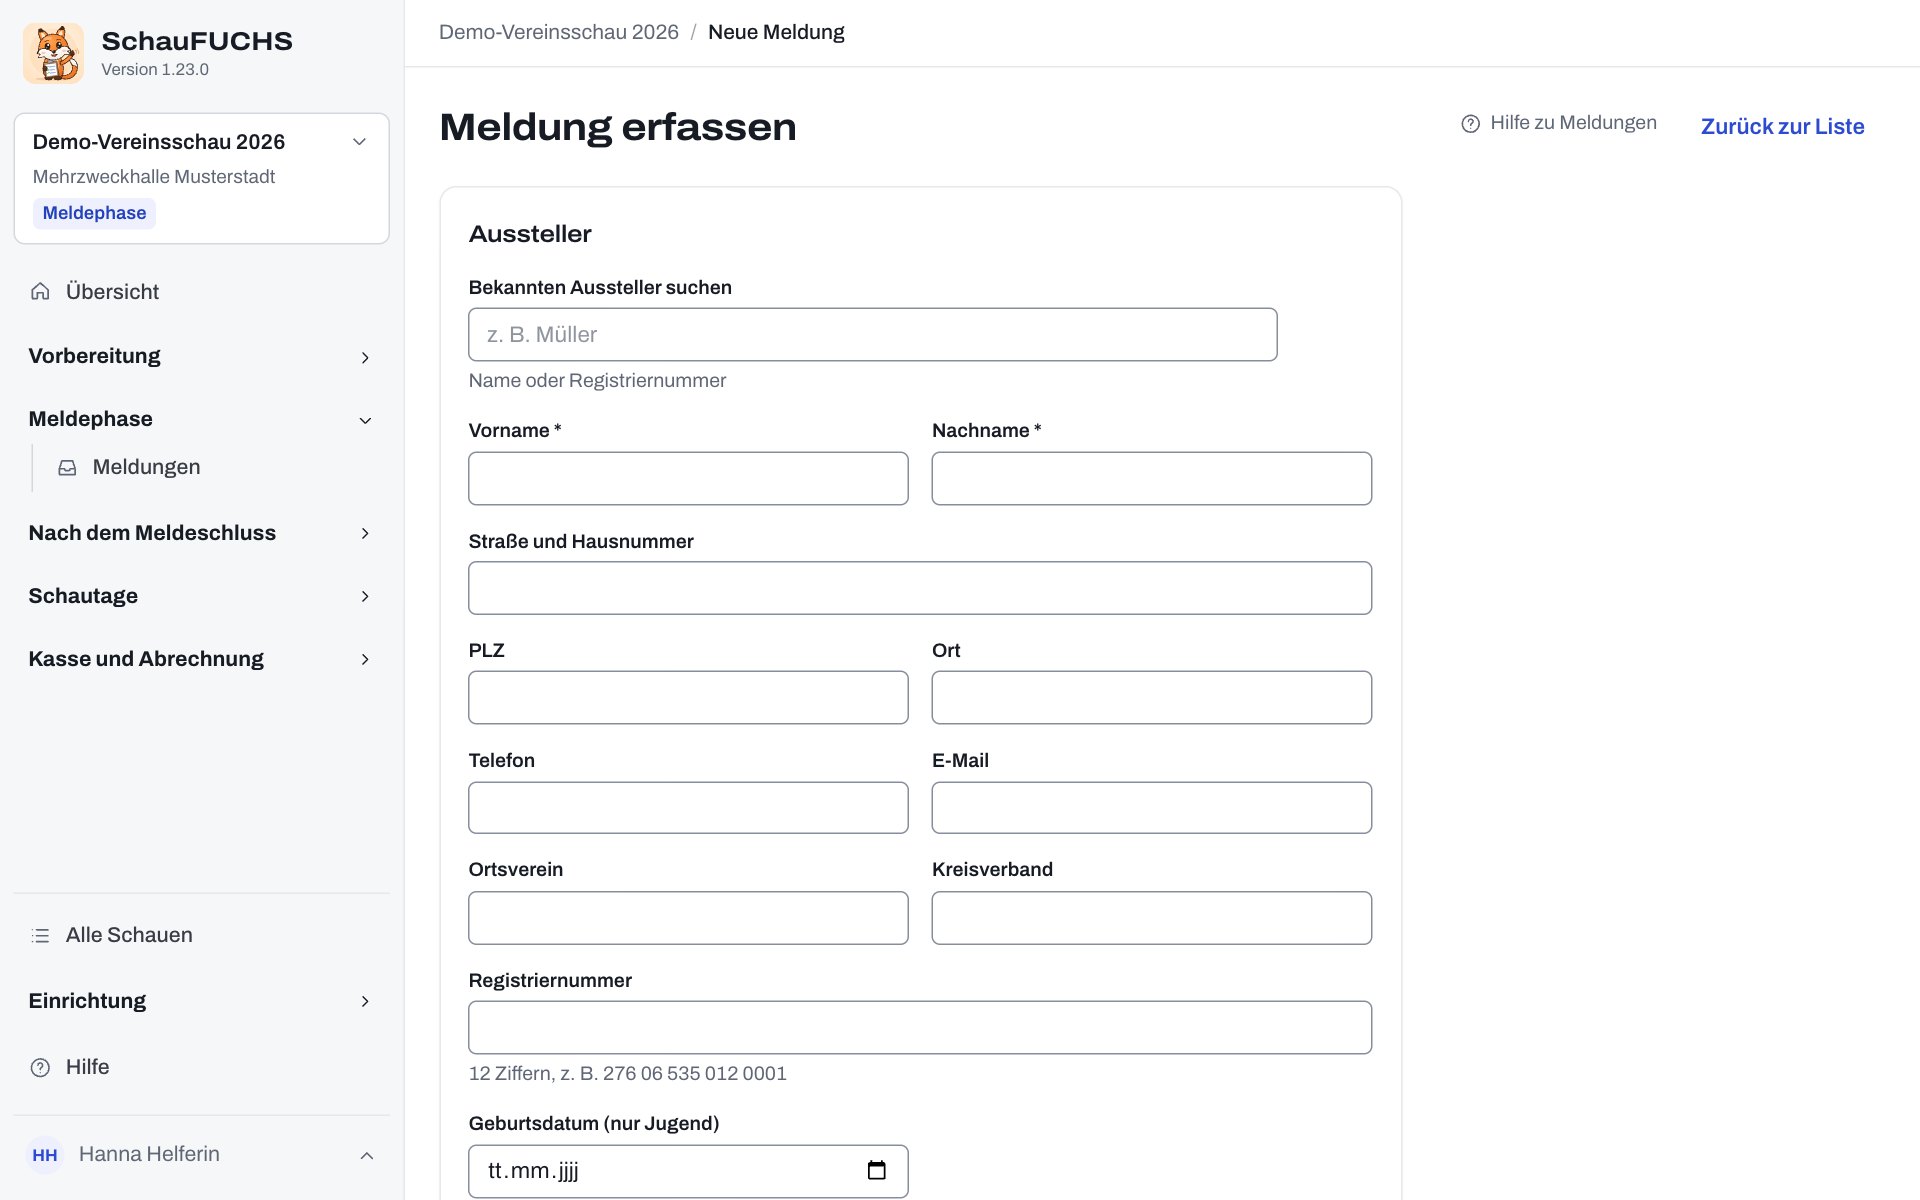 SchauFUCHS
Version 1.23.0
Demo-Vereinsschau 2026
Mehrzweckhalle Musterstadt
Meldephase
Übersicht
Vorbereitung
Meldephase
Meldungen
Nach dem Meldeschluss
Schautage
Kasse und Abrechnung
Alle Schauen
Einrichtung
Hilfe
HH Hanna Helferin
Demo-Vereinsschau 2026 / Neue Meldung
Meldung erfassen
Hilfe zu Meldungen
Zurück zur Liste
Aussteller
Bekannten Aussteller suchen
z. B. Müller
Name oder Registriernummer
Vorname * Nachname *
Straße und Hausnummer
PLZ Ort
Telefon E-Mail
Ortsverein Kreisverband
Registriernummer
12 Ziffern, z. B. 276 06 535 012 0001
Geburtsdatum (nur Jugend)
tt.mm.jjjj